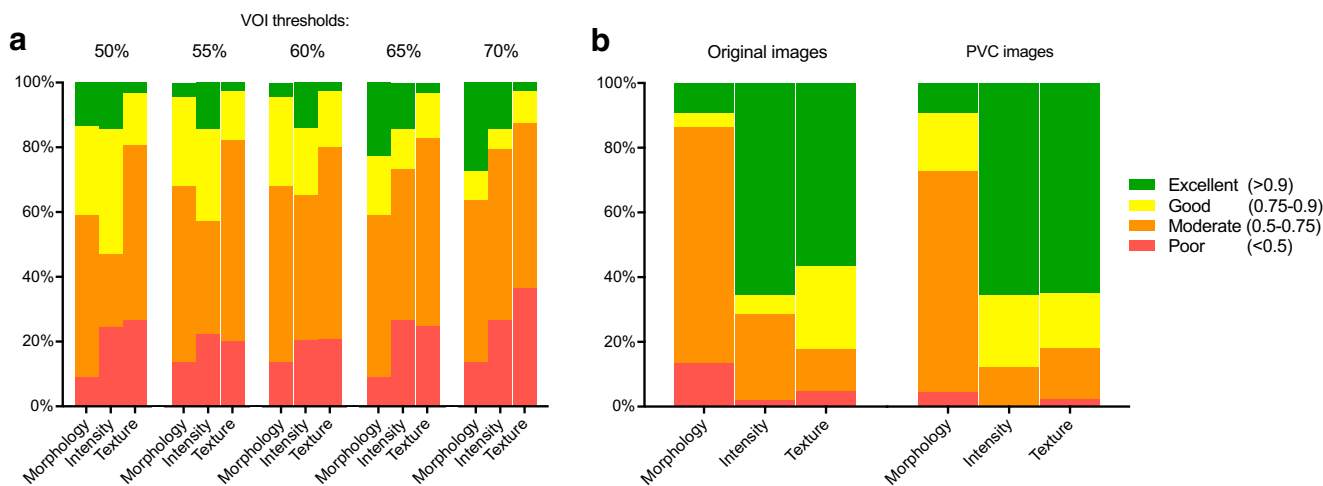 VOI thresholds:
a
50% 55% 60% 65% 70%
100%
80%
60%
40%
20%
0%
Morphology Intensity Texture Morphology Intensity Texture Morphology Intensity Texture Morphology Intensity Texture Morphology Intensity Texture
b
Original images PVC images
100%
80%
60%
40%
20%
0%
Morphology Intensity Texture Morphology Intensity Texture
Excellent (>0.9)
Good (0.75-0.9)
Moderate (0.5-0.75)
Poor (<0.5)